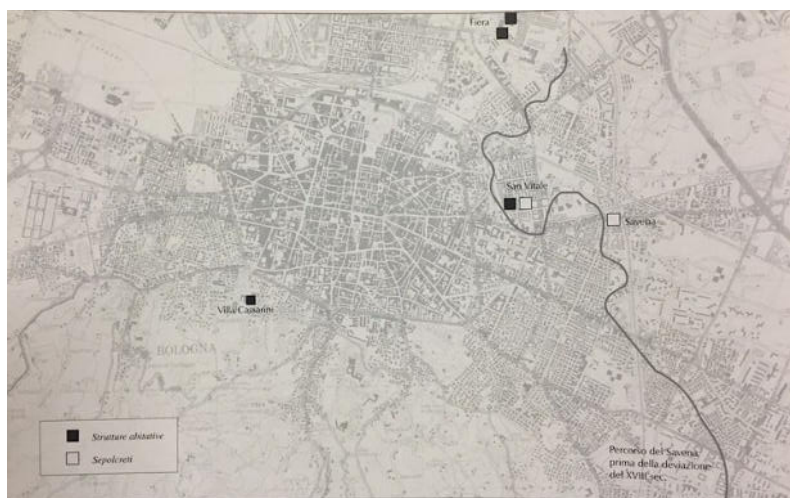 Fiera
San Vitale
Savena
Villa Cassarini
BOLOGNA
Strutture abitative
Sepolcreti
Percorso del Savena
prima della deviazione
del XVIII sec.